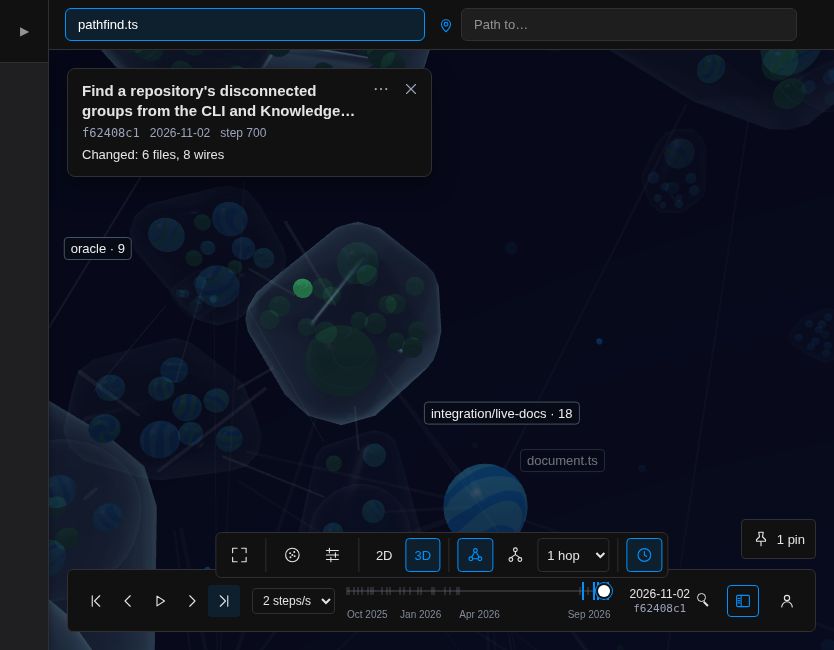 pathfind.ts
Path to…
Find a repository's disconnected
groups from the CLI and Knowledge…
f62408c1 2026-11-02 step 700
Changed: 6 files, 8 wires
oracle · 9
integration/live-docs · 18
document.ts
1 pin
2D 3D 1 hop
2 steps/s
Oct 2025 Jan 2026 Apr 2026 Sep 2026
2026-11-02
f62408c1